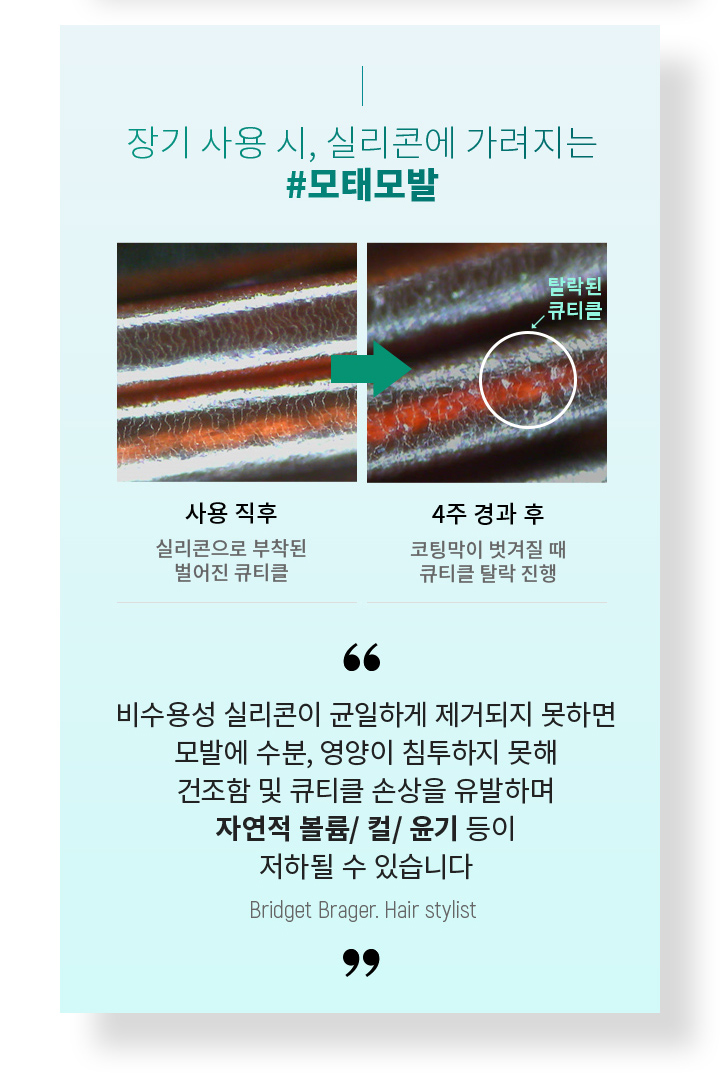 장기 사용 시, 실리콘에 가려지는
#모태모발
탈락된
큐티클
사용 직후
실리콘으로 부착된
벌어진 큐티클
4주 경과 후
코팅막이 벗겨질 때
큐티클 탈락 진행
“
비수용성 실리콘이 균일하게 제거되지 못하면
모발에 수분, 영양이 침투하지 못해
건조함 및 큐티클 손상을 유발하며
자연적 볼륨/ 컬/ 윤기 등이
저하될 수 있습니다
Bridget Brager. Hair stylist
”